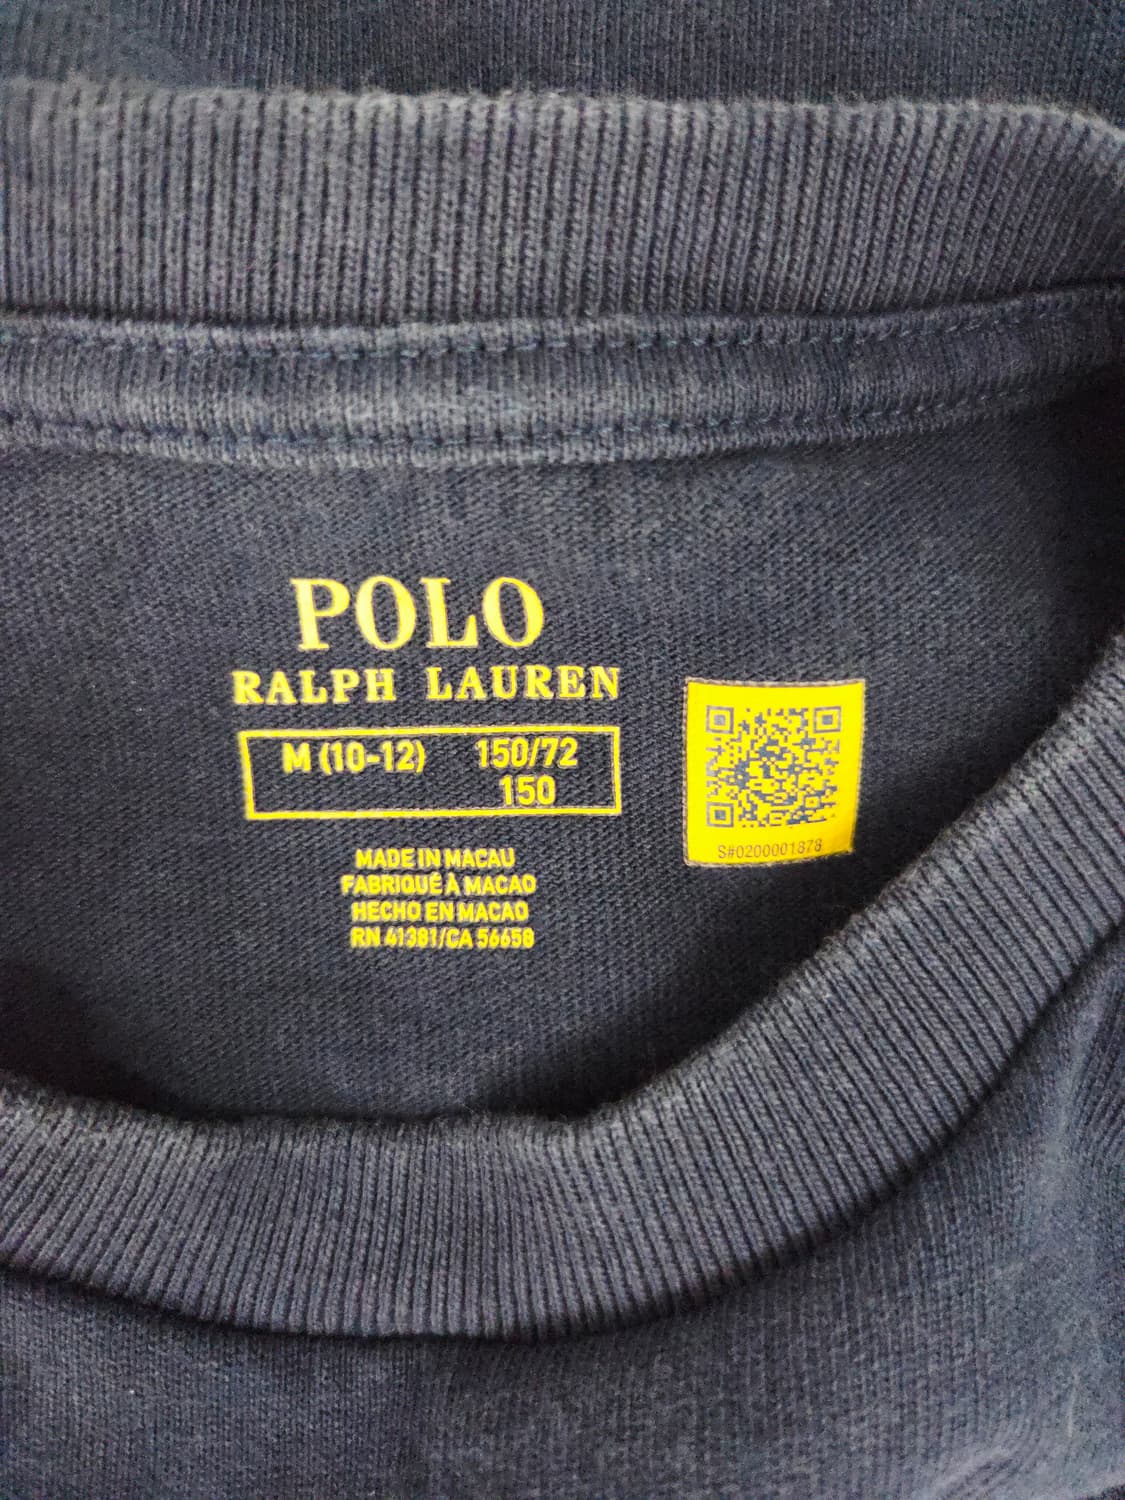 POLO
RALPH LAUREN
M (10-12) 150/72
150
MADE IN MACAU
FABRIQUÉ À MACAO
HECHO EN MACAO
RN 41381/CA 56658
S#0200001878